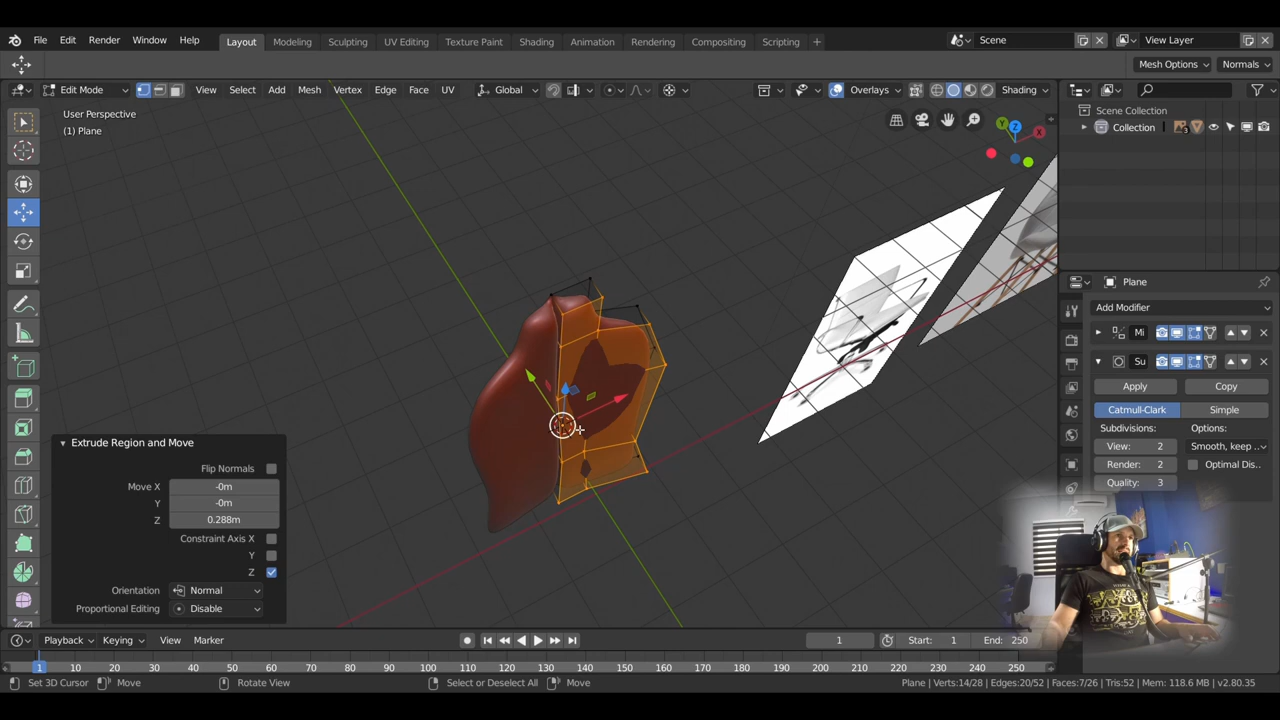 File Edit Render Window Help Layout Modeling Sculpting UV Editing Texture Paint Shading Animation Rendering Compositing Scripting + Scene View Layer
Mesh Options Normals
Edit Mode View Select Add Mesh Vertex Edge Face UV Global Overlays Shading
User Perspective
(1) Plane
Z
Y
X
Scene Collection
Collection
3
Plane
Add Modifier
Mi
Su
Apply Copy
Catmull-Clark Simple
Subdivisions: Options:
View: 2 Smooth, keep ..
Render: 2 Optimal Dis..
Quality: 3
Extrude Region and Move
Flip Normals
Move X -0m
Y -0m
Z 0.288m
Constraint Axis X
Y
Z
Orientation Normal
Proportional Editing Disable
Playback Keying View Marker 1 Start: 1 End: 250
1 10 20 30 40 50 60 70 80 90 100 110 120 130 140 150 160 170 180 190 200 210 220 230 240 250
Set 3D Cursor Move Rotate View Select or Deselect All Move Plane | Verts:14/28 | Edges:20/52 | Faces:7/26 | Tris:52 | Mem: 118.6 MB | v2.80.35